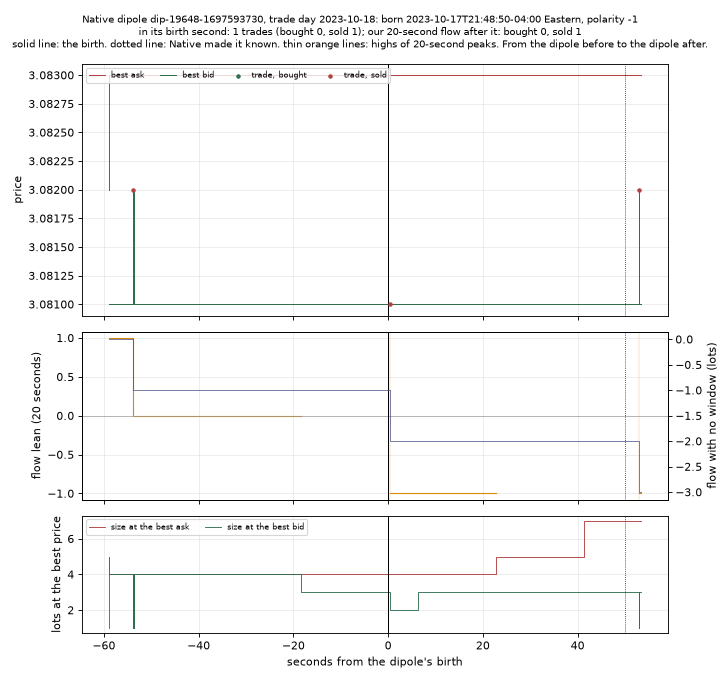 Native dipole dip-19648-1697593730, trade day 2023-10-18: born 2023-10-17T21:48:50-04:00 Eastern, polarity -1
in its birth second: 1 trades (bought 0, sold 1); our 20-second flow after it: bought 0, sold 1
solid line: the birth. dotted line: Native made it known. thin orange lines: highs of 20-second peaks. From the dipole before to the dipole after.
best ask best bid trade, bought trade, sold
3.08300
3.08275
3.08250
3.08225
3.08200
3.08175
3.08150
3.08125
3.08100
price
1.0
0.5
0.0
−0.5
−1.0
flow lean (20 seconds)
0.0
−0.5
−1.0
−1.5
−2.0
−2.5
−3.0
flow with no window (lots)
size at the best ask size at the best bid
6
4
2
lots at the best price
−60 −40 −20 0 20 40
seconds from the dipole's birth